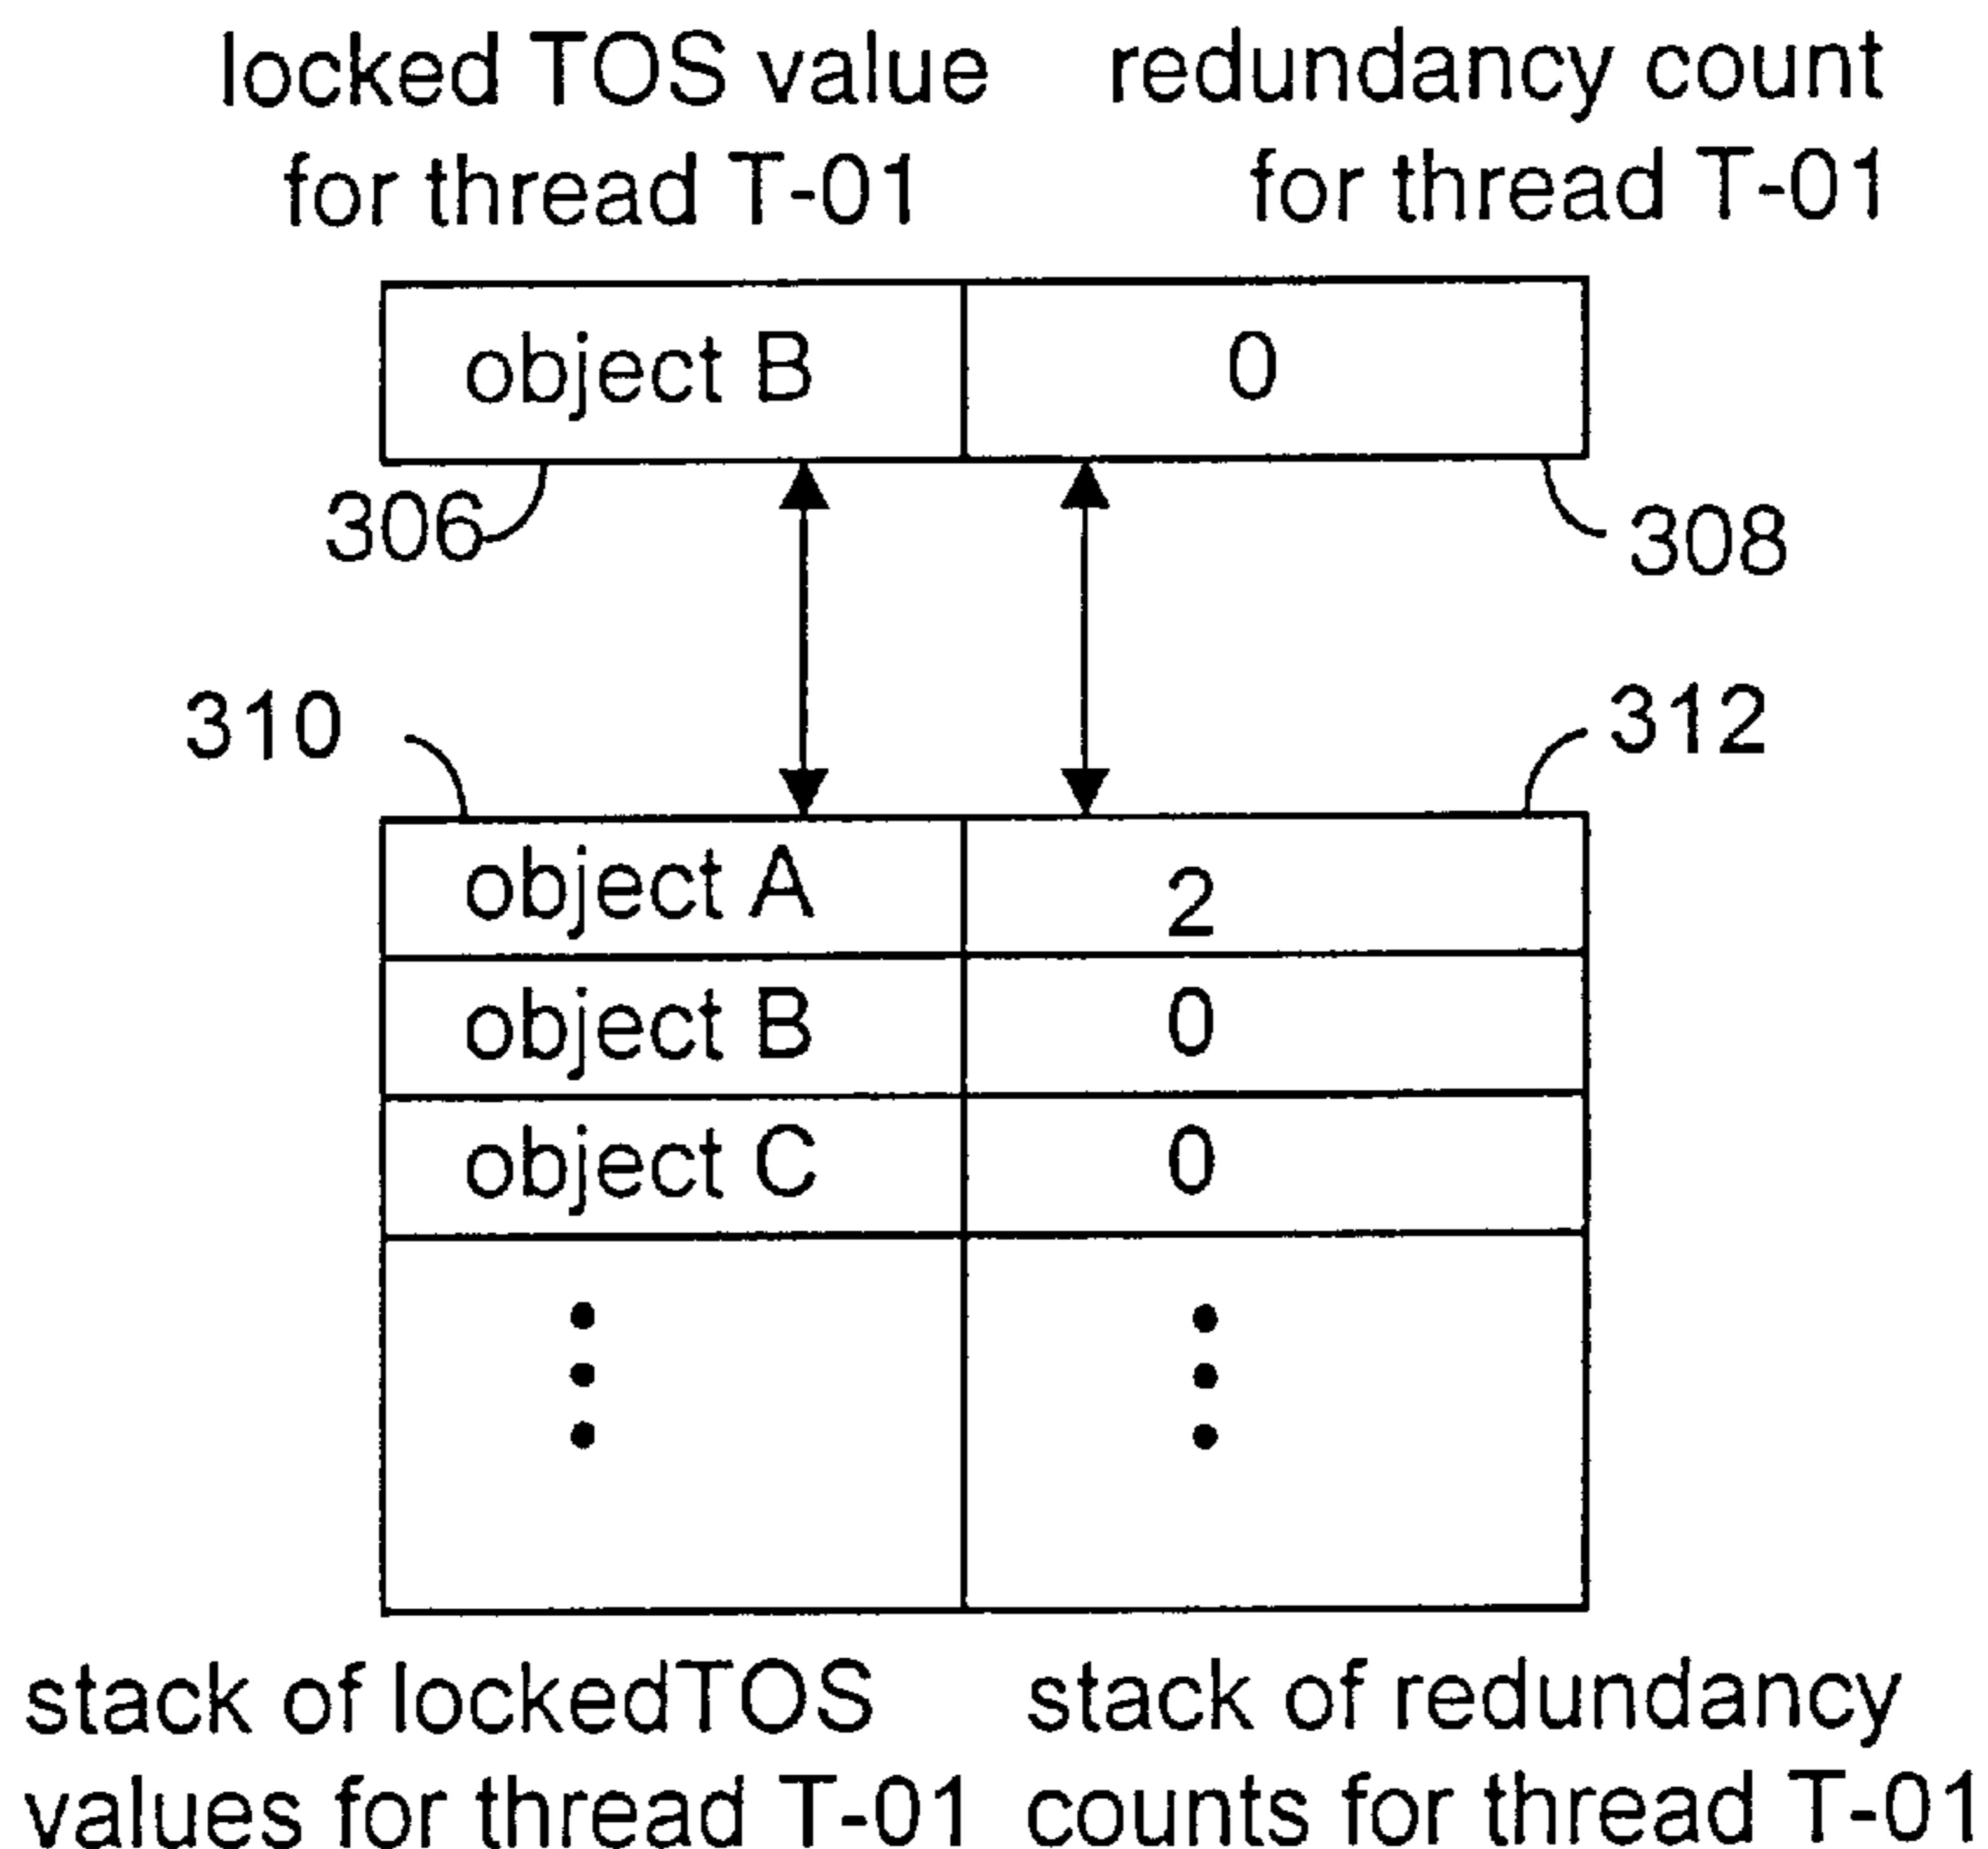 locked TOS value redundancy count
for thread T-01 for thread T-01
object B 0
306 308
310 312
object A 2
object B 0
object C 0
stack of lockedTOS stack of redundancy
values for thread T-01 counts for thread T-01